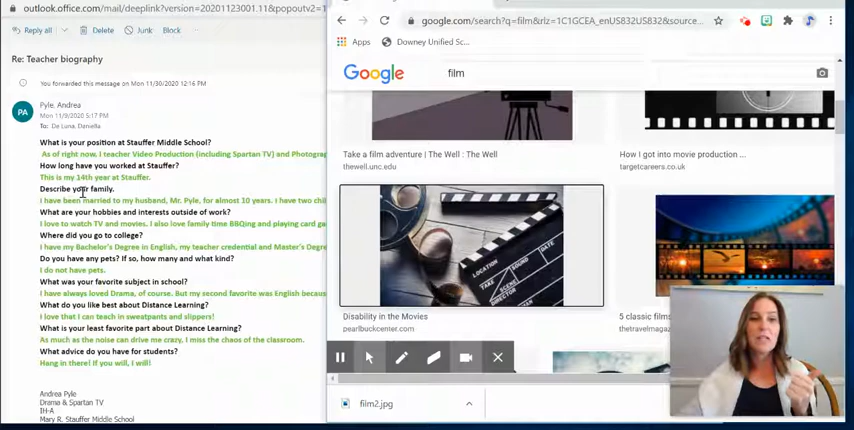 outlook.office.com/mail/deeplink?version=20201123001.11&popoutv2=1
Reply all
Delete
Junk
Block
Re: Teacher biography
You forwarded this message on Mon 11/30/2020 12:16 PM
PA
Pyle, Andrea
Mon 11/9/2020 5:17 PM
To: De Luna, Daniella
What is your position at Stauffer Middle School?
As of right now, I teacher Video Production (including Spartan TV) and Photograp
How long have you worked at Stauffer?
This is my 14th year at Stauffer.
Describe your family.
I have been married to my husband, Mr. Pyle, for almost 10 years. I have two chil
What are your hobbies and interests outside of work?
I love to watch TV and movies. I also love family time BBQing and playing card ga
Where did you go to college?
I have my Bachelor's Degree in English, my teacher credential and Master's Degre
Do you have any pets? If so, how many and what kind?
I do not have pets.
What was your favorite subject in school?
I have always loved Drama, of course. But my second favorite was English becaus
What do you like best about Distance Learning?
I love that I can teach in sweatpants and slippers!
What is your least favorite part about Distance Learning?
As much as the noise can drive me crazy, I miss the chaos of the classroom.
What advice do you have for students?
Hang in there! If you will, I will!
Andrea Pyle
Drama & Spartan TV
IH-A
Mary R. Stauffer Middle School
google.com/search?q=film&rlz=1C1GCEA_enUS832US832&source...
Apps
Downey Unified Sc...
Google
film
Take a film adventure | The Well : The Well
thewell.unc.edu
How I got into movie production ...
targetcareers.co.uk
LOCATION
DATE
TAKE
SOUND
SCENE
DIRECTOR
Disability in the Movies
pearlbuckcenter.com
5 classic films
thetravelmagaz
film2.jpg